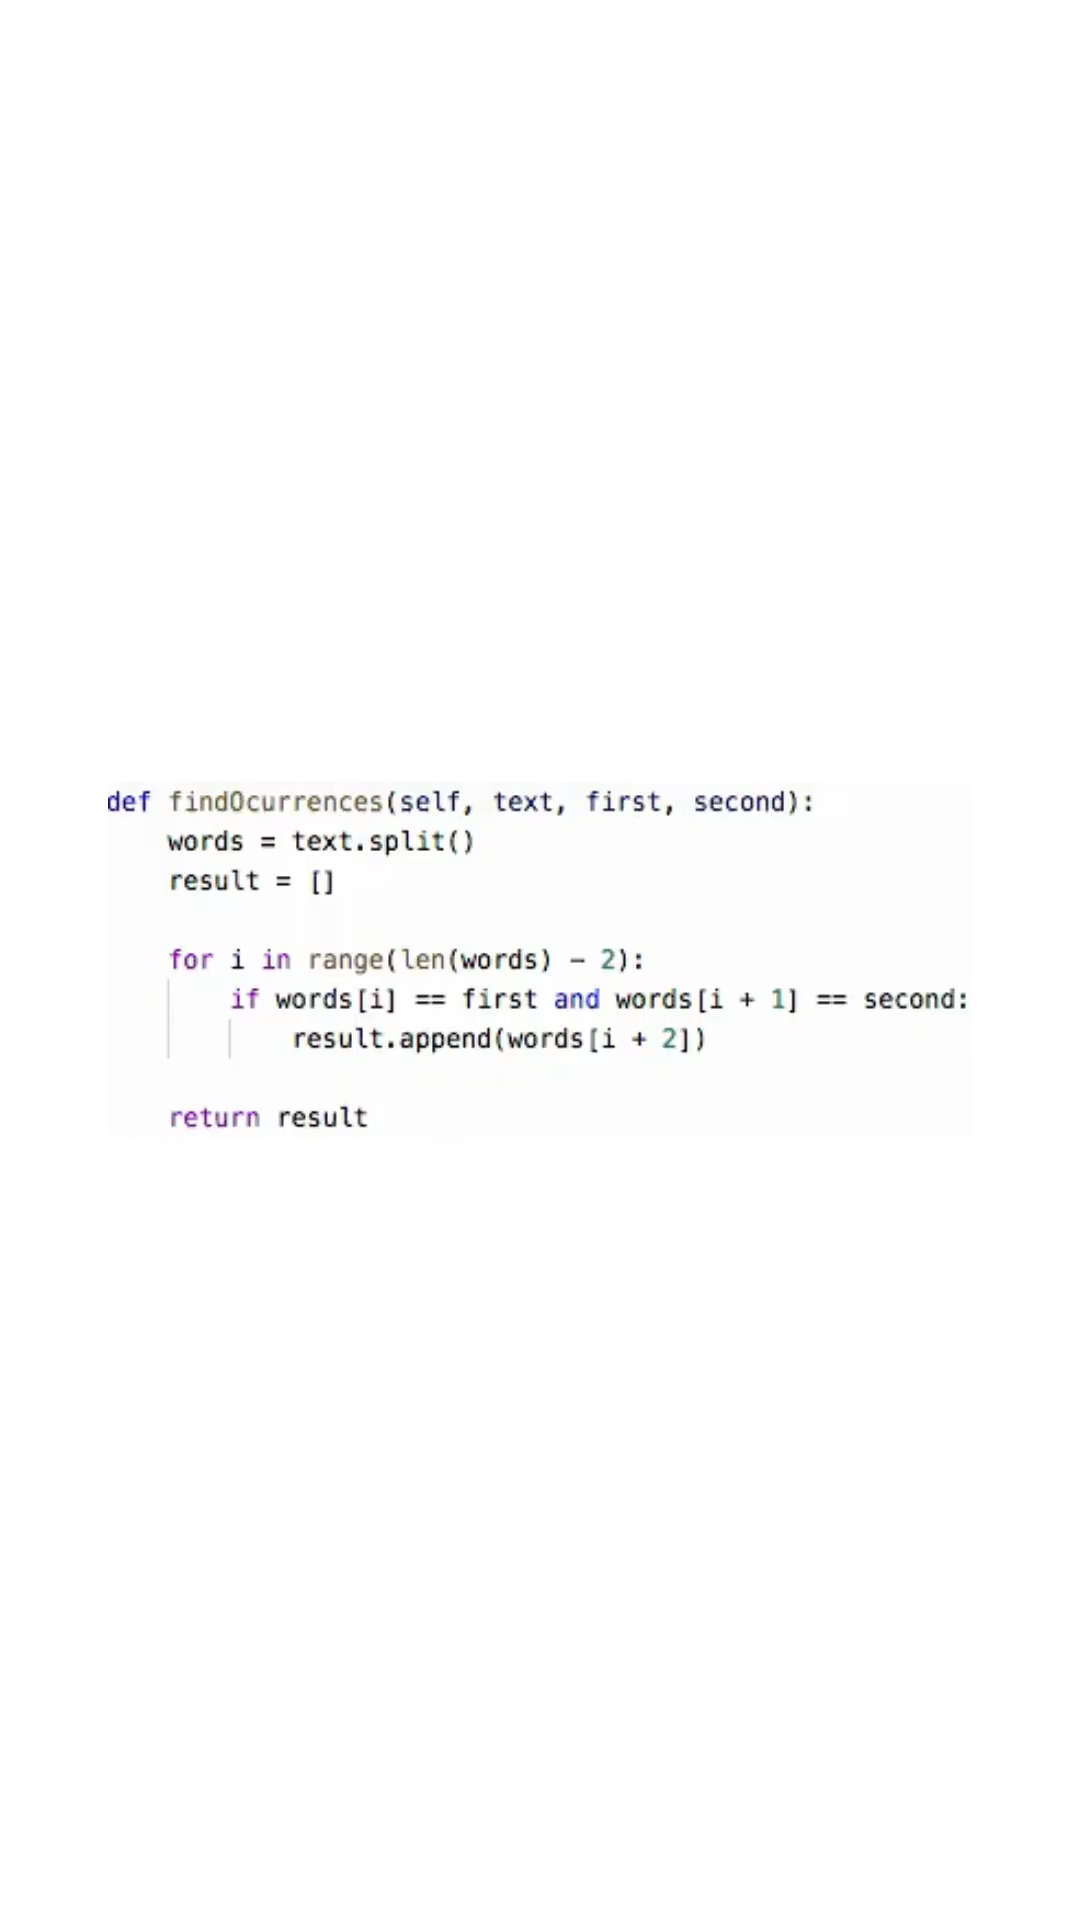 def findOcurrences(self, text, first, second):
    words = text.split()
    result = []

    for i in range(len(words) - 2):
        if words[i] == first and words[i + 1] == second:
            result.append(words[i + 2])

    return result